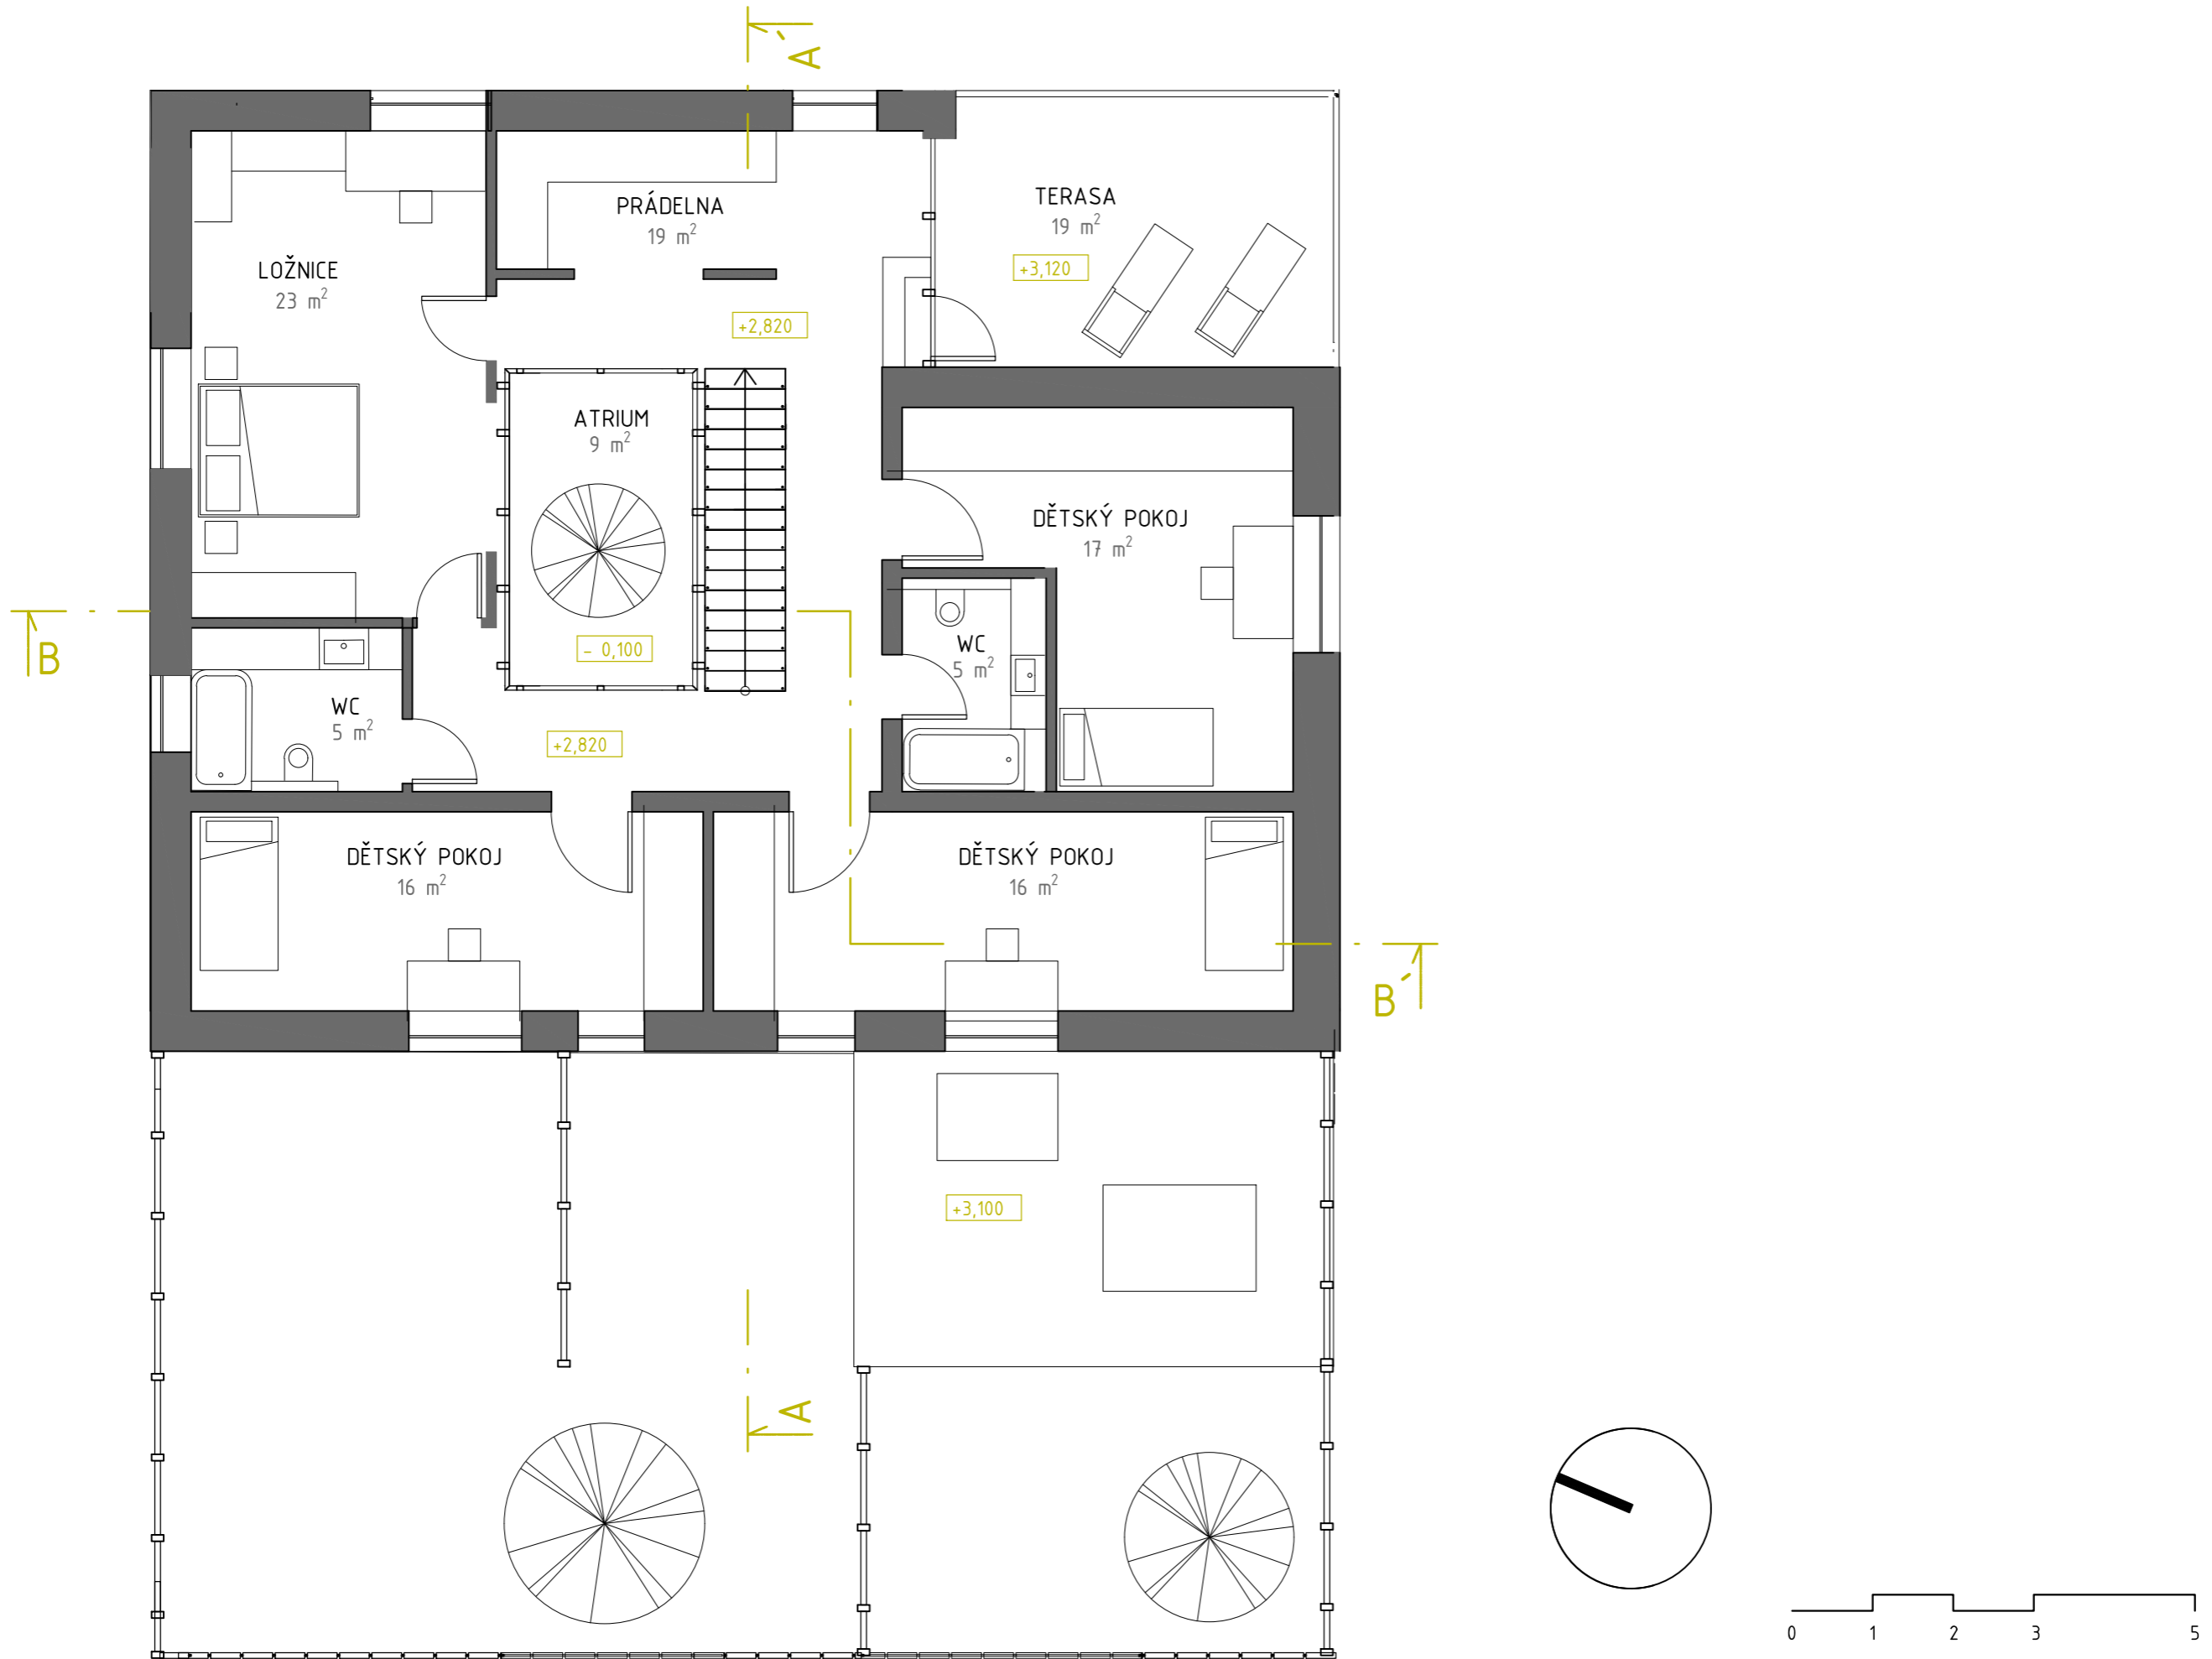 A´
PRÁDELNA
19 m²
TERASA
19 m²
+3,120
LOŽNICE
23 m²
+2,820
ATRIUM
9 m²
DĚTSKÝ POKOJ
17 m²
B
- 0,100
WC
5 m²
WC
5 m²
+2,820
DĚTSKÝ POKOJ
16 m²
DĚTSKÝ POKOJ
16 m²
B´
+3,100
A
0 1 2 3 5